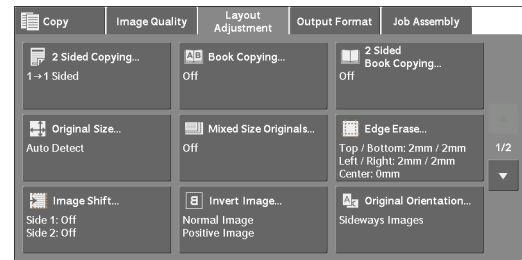 Copy
Image Quality
Layout
Adjustment
Output Format
Job Assembly
2 Sided Copying...
1→1 Sided
AB
Book Copying...
Off
2 Sided
Book Copying...
Off
Original Size...
Auto Detect
Mixed Size Originals...
Off
Edge Erase...
Top / Bottom: 2mm / 2mm
Left / Right: 2mm / 2mm
Center: 0mm
1/2
Image Shift...
Side 1: Off
Side 2: Off
Invert Image...
Normal Image
Positive Image
Original Orientation...
Sideways Images